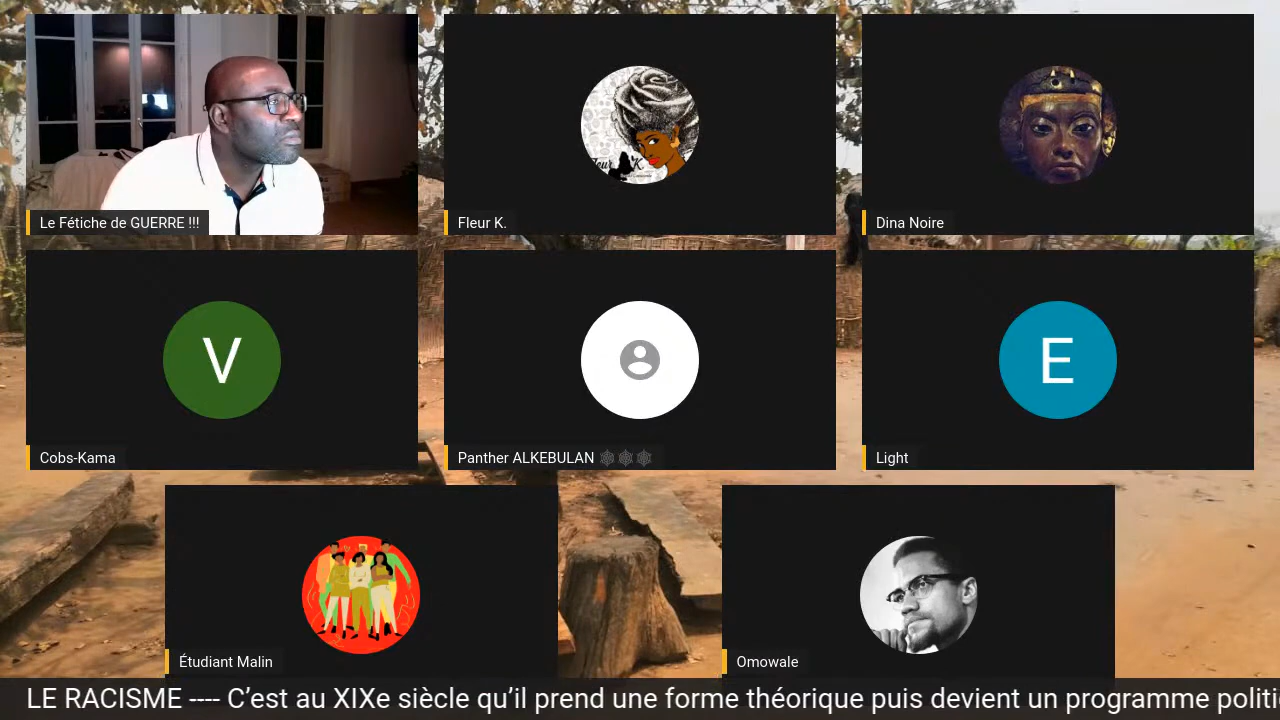 Le Fétiche de GUERRE !!!
Fleur K.
Dina Noire
V
Cobs-Kama
Panther ALKEBULAN 🕸🕸🕸
E
Light
Étudiant Malin
Omowale
LE RACISME ---- C’est au XIXe siècle qu’il prend une forme théorique puis devient un programme politi